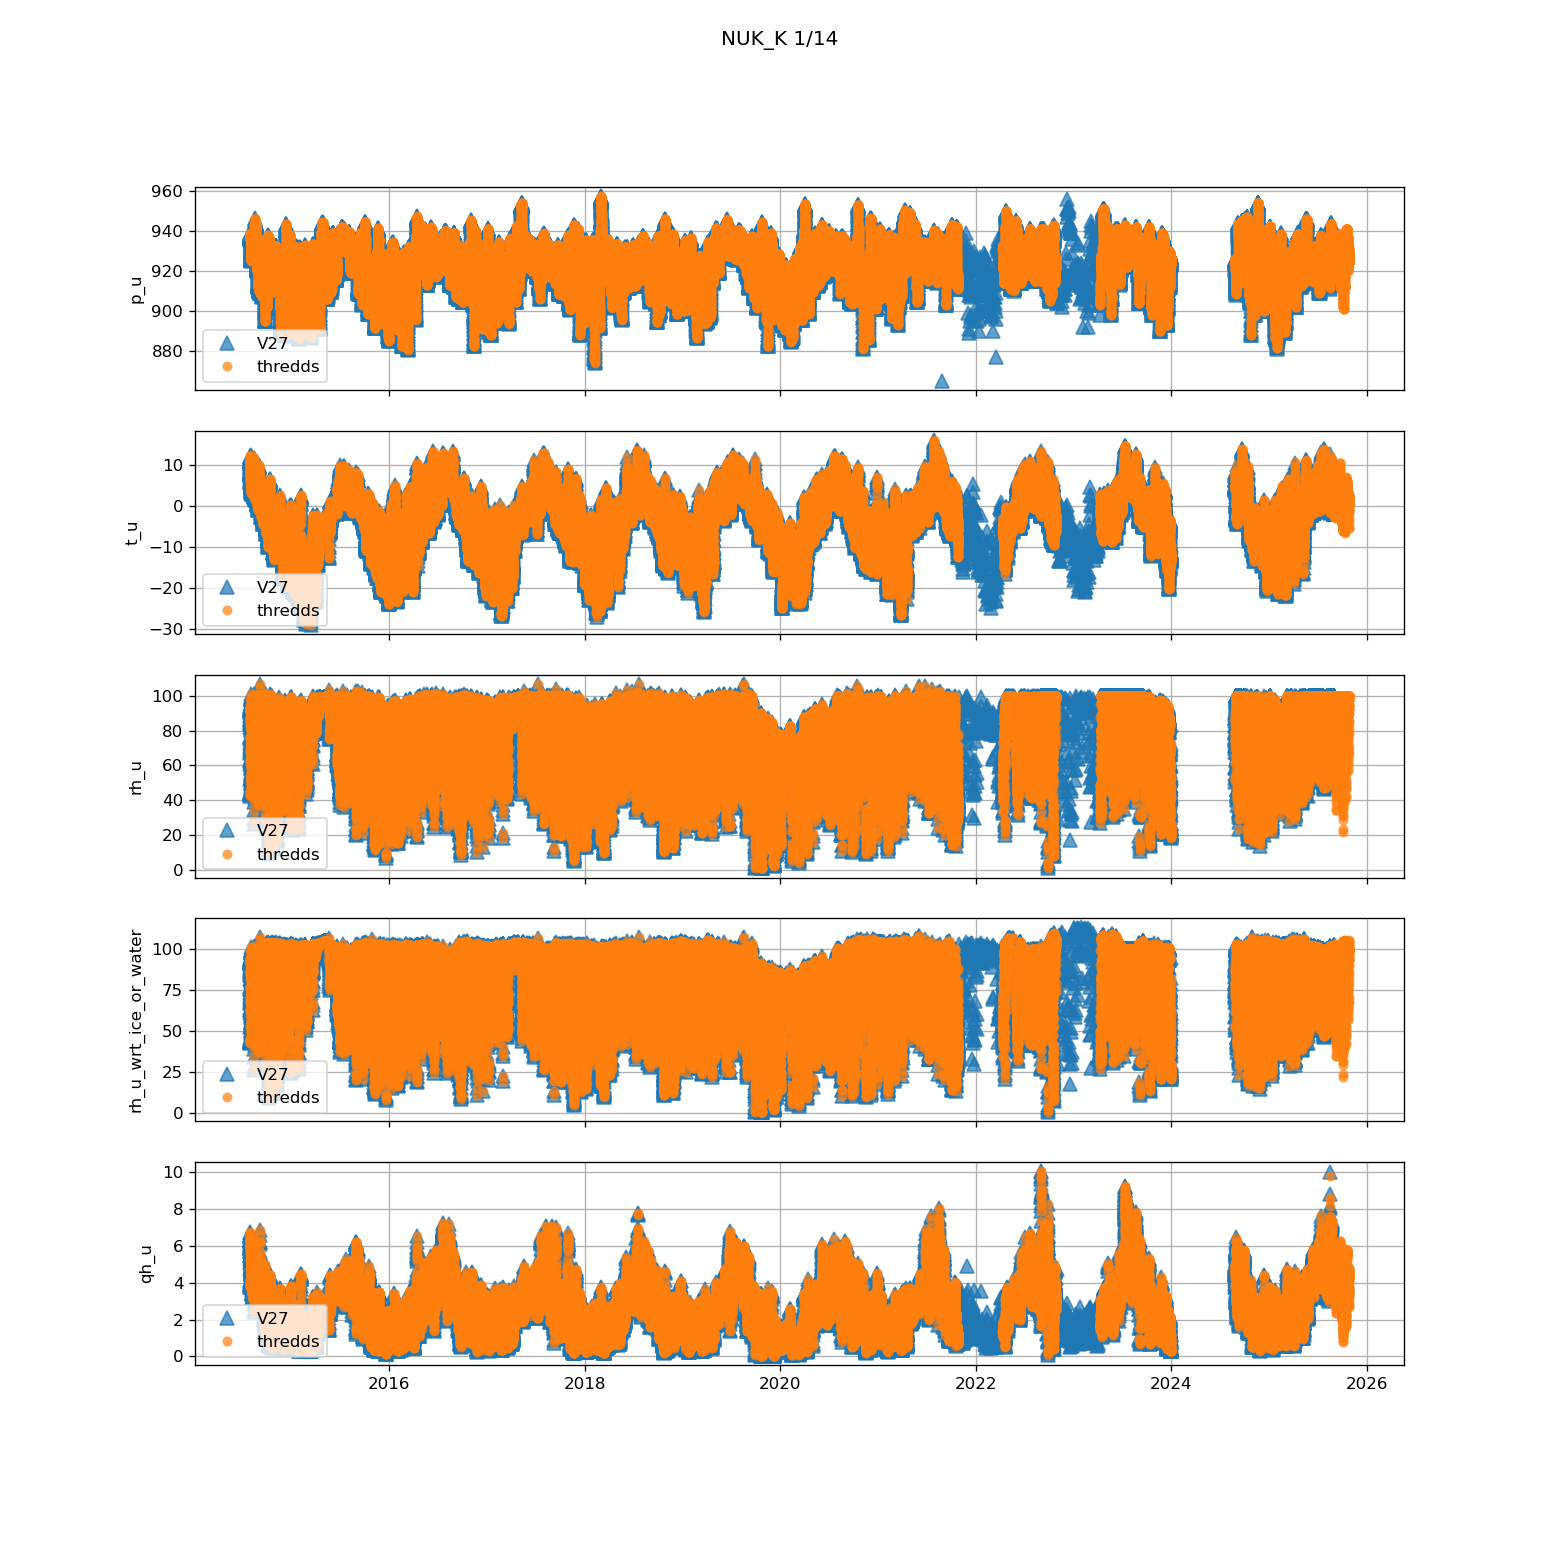 NUK_K 1/14
960
940
920
900
880
p_u
V27
thredds
10
0
−10
−20
−30
t_u
V27
thredds
100
80
60
40
20
0
rh_u
V27
thredds
100
75
50
25
0
rh_u_wrt_ice_or_water
V27
thredds
10
8
6
4
2
0
qh_u
V27
thredds
2016
2018
2020
2022
2024
2026